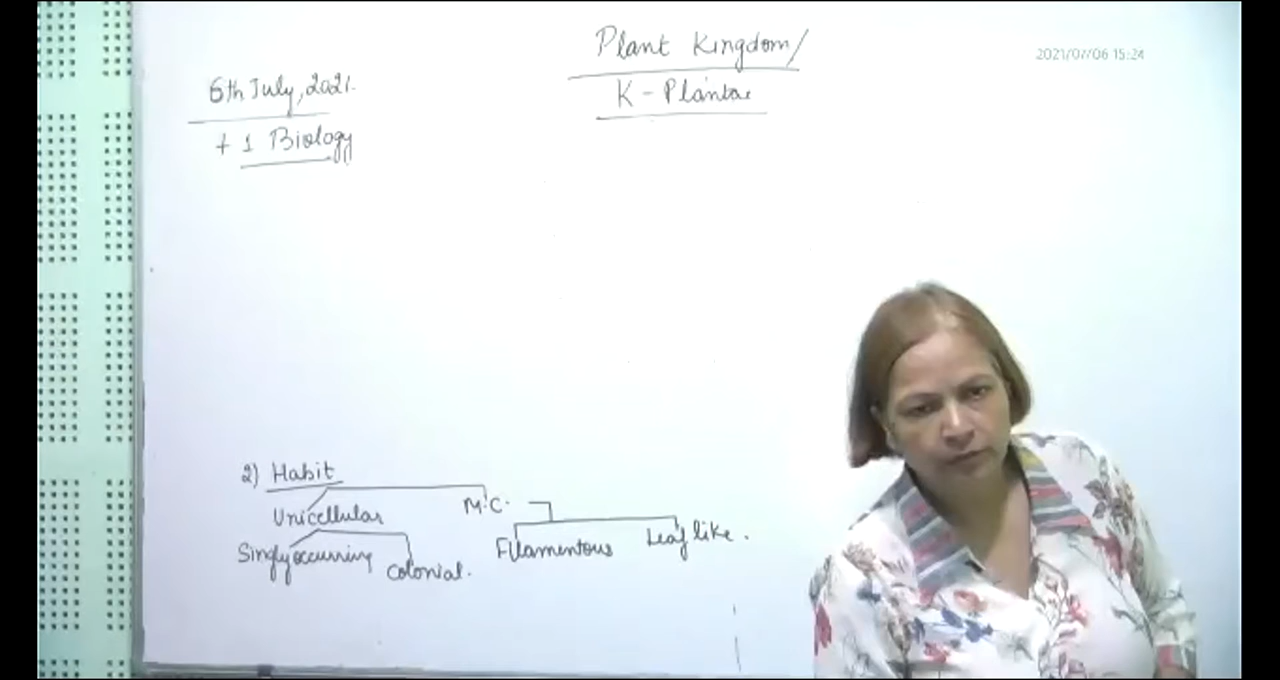 Plant Kingdom/
K - Plantae
2021/07/06 15:24
6th July, 2021.
+ 1 Biology
2) Habit
Unicellular M.C.
Singly occurring Colonial.
Filamentous Leaf like.